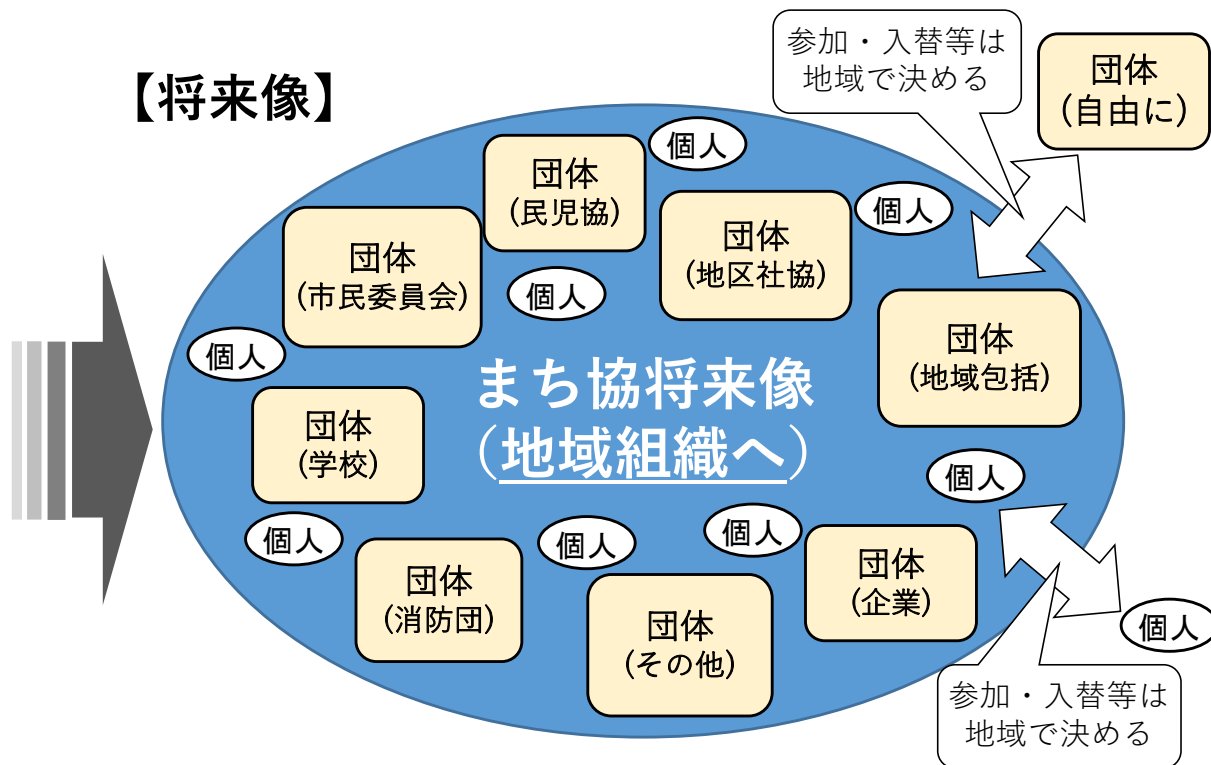 【将来像】
参加・入替等は
地域で決める
団体
(自由に)
団体
(民児協)
個人
団体
(市民委員会)
団体
(地区社協)
個人
個人
個人
団体
(地域包括)
まち協将来像
（地域組織へ）
団体
(学校)
個人
個人
個人
個人
団体
(消防団)
団体
(その他)
団体
(企業)
個人
参加・入替等は
地域で決める